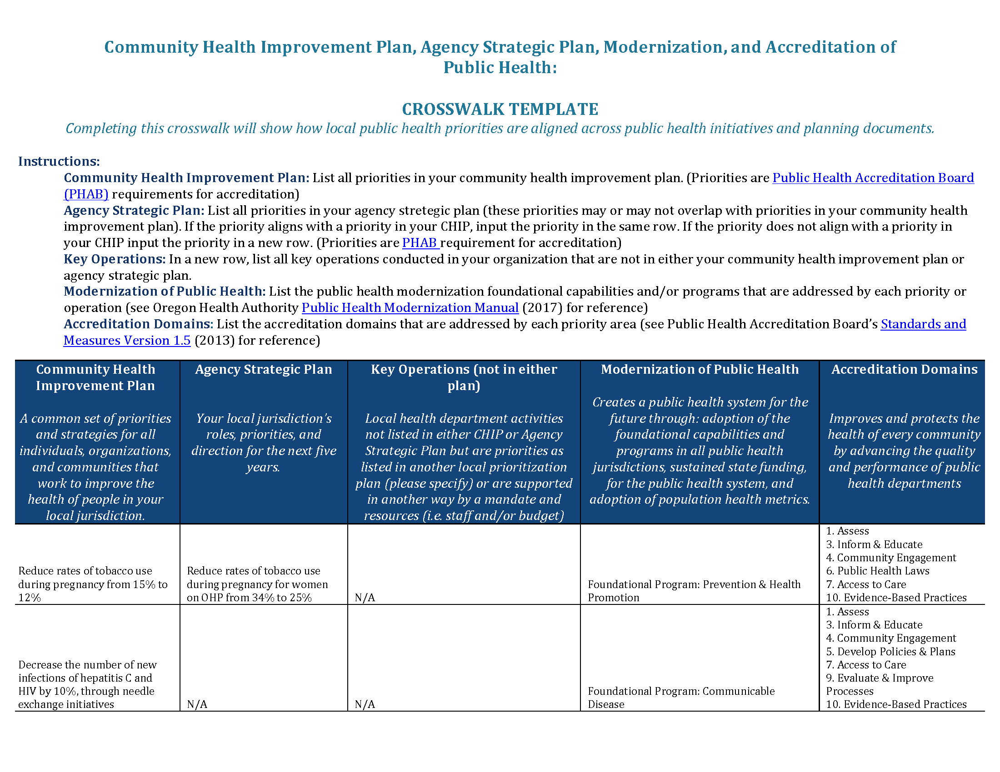 Community Health Improvement Plan, Agency Strategic Plan, Modernization, and Accreditation of
Public Health:
CROSSWALK TEMPLATE
Completing this crosswalk will show how local public health priorities are aligned across public health initiatives and planning documents.
Instructions:
Community Health Improvement Plan: List all priorities in your community health improvement plan. (Priorities are Public Health Accreditation Board
(PHAB) requirements for accreditation)
Agency Strategic Plan: List all priorities in your agency stretegic plan (these priorities may or may not overlap with priorities in your community health
improvement plan). If the priority aligns with a priority in your CHIP, input the priority in the same row. If the priority does not align with a priority in
your CHIP input the priority in a new row. (Priorities are PHAB requirement for accreditation)
Key Operations: In a new row, list all key operations conducted in your organization that are not in either your community health improvement plan or
agency strategic plan.
Modernization of Public Health: List the public health modernization foundational capabilities and/or programs that are addressed by each priority or
operation (see Oregon Health Authority Public Health Modernization Manual (2017) for reference)
Accreditation Domains: List the accreditation domains that are addressed by each priority area (see Public Health Accreditation Board’s Standards and
Measures Version 1.5 (2013) for reference)
Community Health
Improvement Plan
A common set of priorities
and strategies for all
individuals, organizations,
and communities that
work to improve the
health of people in your
local jurisdiction.
Agency Strategic Plan
Your local jurisdiction’s
roles, priorities, and
direction for the next five
years.
Key Operations (not in either
plan)
Local health department activities
not listed in either CHIP or Agency
Strategic Plan but are priorities as
listed in another local prioritization
plan (please specify) or are supported
in another way by a mandate and
resources (i.e. staff and/or budget)
Modernization of Public Health
Creates a public health system for the
future through: adoption of the
foundational capabilities and
programs in all public health
jurisdictions, sustained state funding,
for the public health system, and
adoption of population health metrics.
Accreditation Domains
Improves and protects the
health of every community
by advancing the quality
and performance of public
health departments
Reduce rates of tobacco use
during pregnancy from 15% to
12%
Reduce rates of tobacco use
during pregnancy for women
on OHP from 34% to 25%
N/A
Foundational Program: Prevention & Health
Promotion
1. Assess
3. Inform & Educate
4. Community Engagement
6. Public Health Laws
7. Access to Care
10. Evidence-Based Practices
Decrease the number of new
infections of hepatitis C and
HIV by 10%, through needle
exchange initiatives
N/A
N/A
Foundational Program: Communicable
Disease
1. Assess
3. Inform & Educate
4. Community Engagement
5. Develop Policies & Plans
7. Access to Care
9. Evaluate & Improve
Processes
10. Evidence-Based Practices